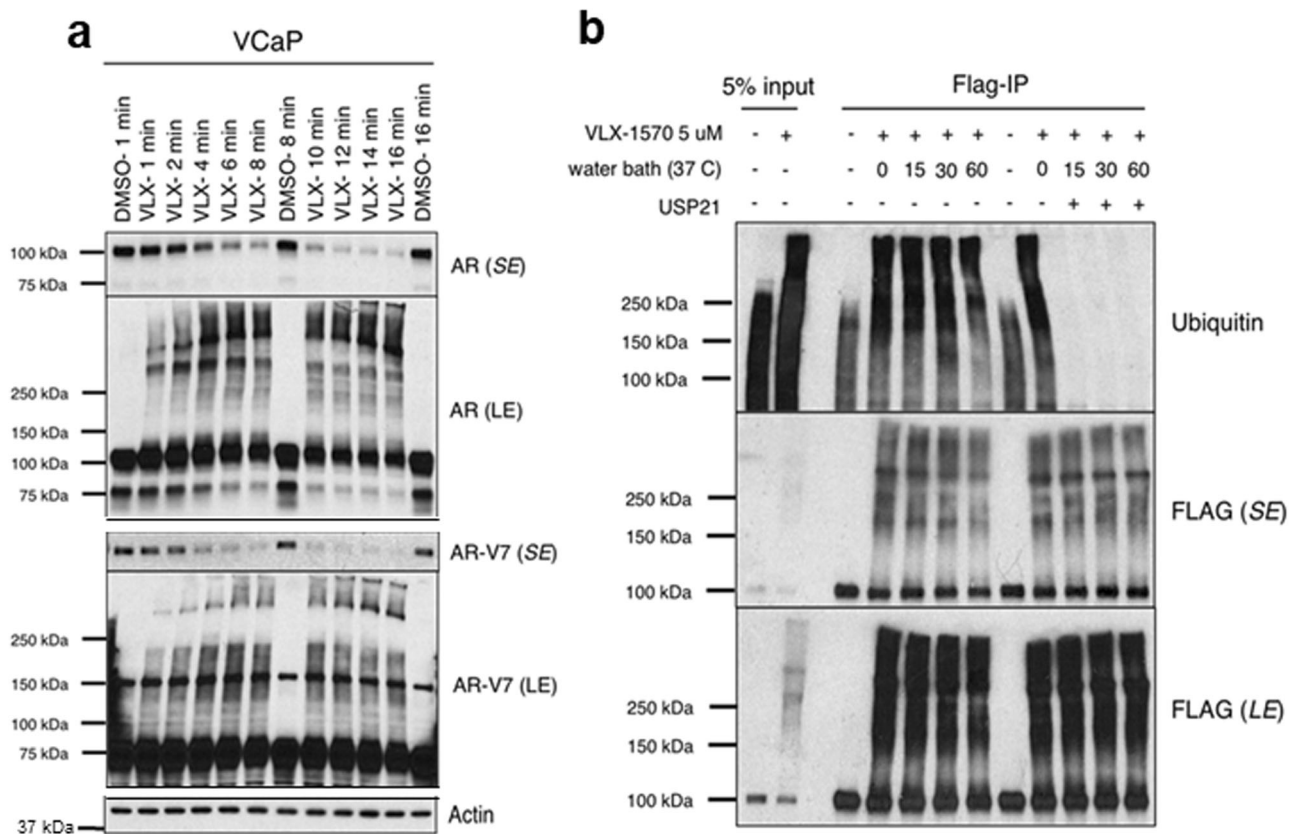 a
VCaP
DMSO- 1 min
VLX- 1 min
VLX- 2 min
VLX- 4 min
VLX- 6 min
VLX- 8 min
DMSO- 8 min
VLX- 10 min
VLX- 12 min
VLX- 14 min
VLX- 16 min
DMSO- 16 min
100 kDa
75 kDa
AR (SE)
250 kDa
150 kDa
100 kDa
75 kDa
AR (LE)
AR-V7 (SE)
250 kDa
150 kDa
100 kDa
75 kDa
AR-V7 (LE)
37 kDa
Actin
b
5% input Flag-IP
VLX-1570 5 uM - + - + + + + - + + + +
water bath (37 C) - - - 0 15 30 60 - 0 15 30 60
USP21 - - - - - - - - - + + +
250 kDa
150 kDa
100 kDa
Ubiquitin
250 kDa
150 kDa
100 kDa
FLAG (SE)
250 kDa
150 kDa
100 kDa
FLAG (LE)